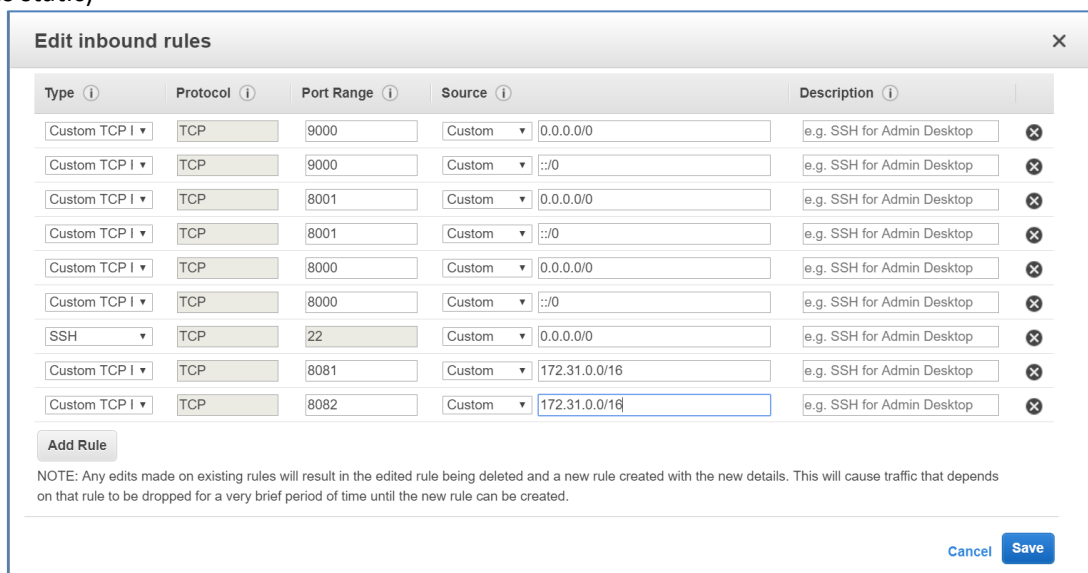 Edit inbound rules ×
Type i Protocol i Port Range i Source i Description i
Custom TCP I TCP 9000 Custom 0.0.0.0/0 e.g. SSH for Admin Desktop
Custom TCP I TCP 9000 Custom ::/0 e.g. SSH for Admin Desktop
Custom TCP I TCP 8001 Custom 0.0.0.0/0 e.g. SSH for Admin Desktop
Custom TCP I TCP 8001 Custom ::/0 e.g. SSH for Admin Desktop
Custom TCP I TCP 8000 Custom 0.0.0.0/0 e.g. SSH for Admin Desktop
Custom TCP I TCP 8000 Custom ::/0 e.g. SSH for Admin Desktop
SSH TCP 22 Custom 0.0.0.0/0 e.g. SSH for Admin Desktop
Custom TCP I TCP 8081 Custom 172.31.0.0/16 e.g. SSH for Admin Desktop
Custom TCP I TCP 8082 Custom 172.31.0.0/16 e.g. SSH for Admin Desktop
Add Rule
NOTE: Any edits made on existing rules will result in the edited rule being deleted and a new rule created with the new details. This will cause traffic that depends
on that rule to be dropped for a very brief period of time until the new rule can be created.
Cancel Save